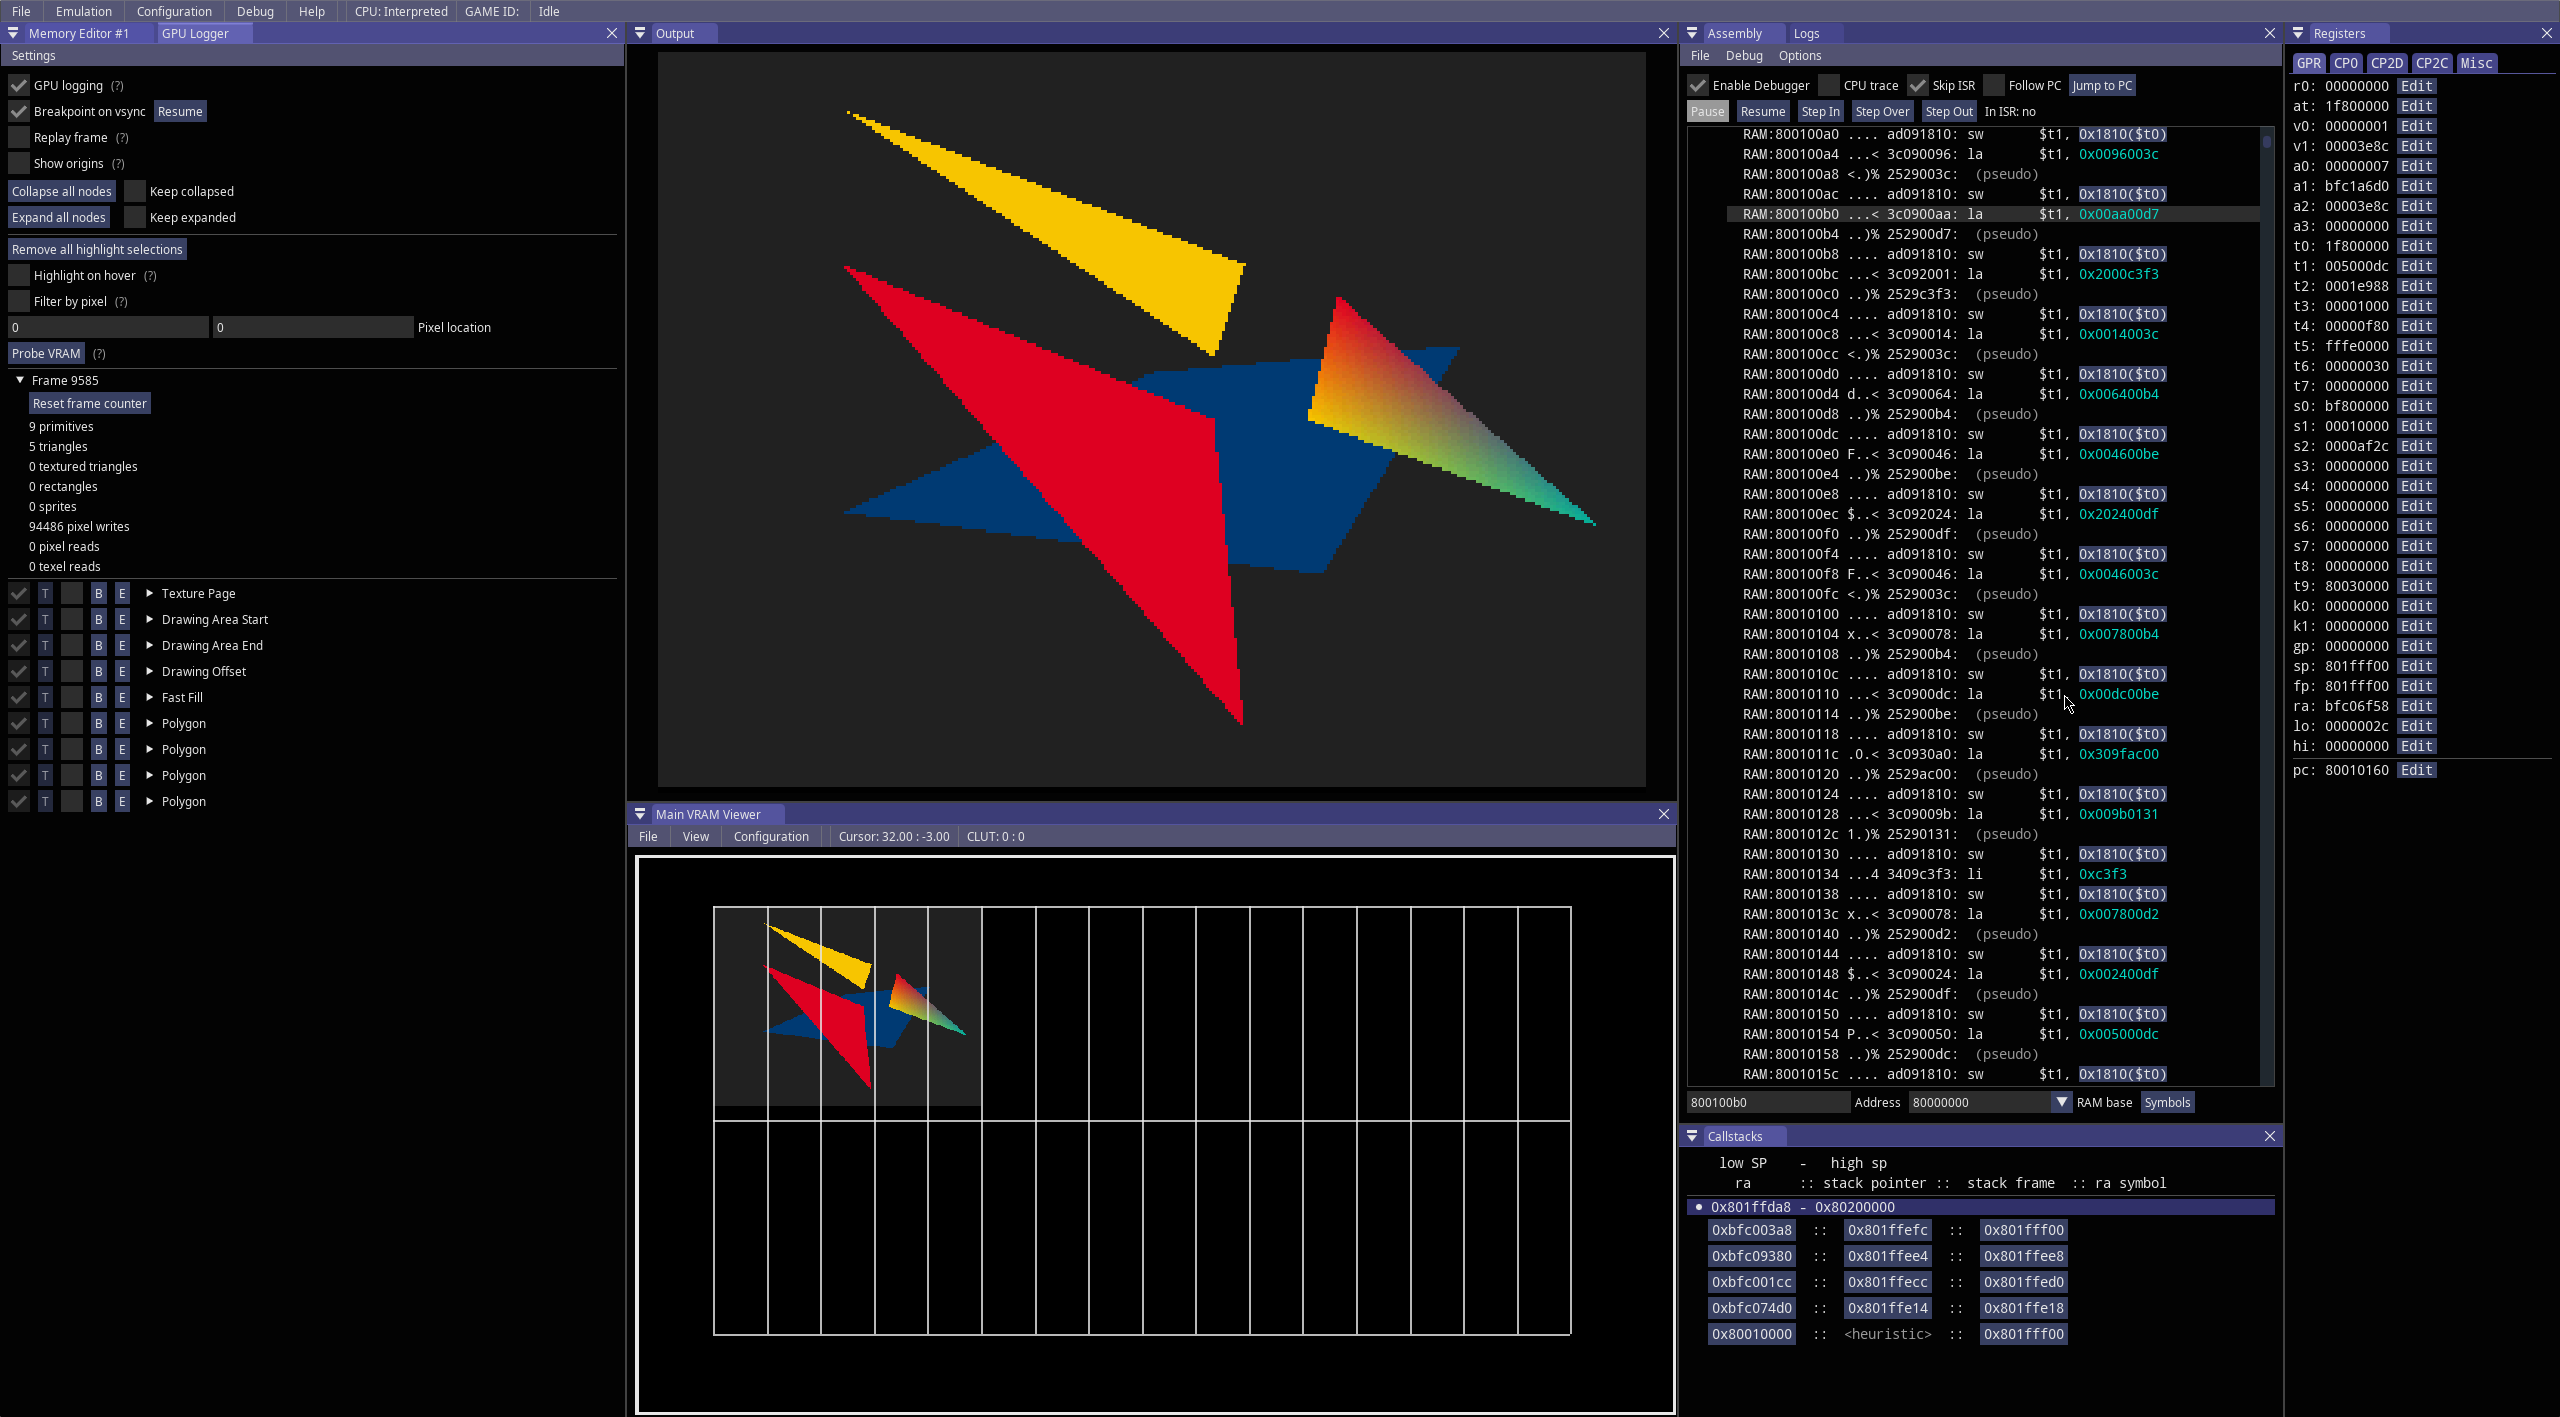 File Emulation Configuration Debug Help CPU: Interpreted GAME ID: Idle
Memory Editor #1 GPU Logger
Settings
GPU logging (?)
Breakpoint on vsync Resume
Replay frame (?)
Show origins (?)
Collapse all nodes Keep collapsed
Expand all nodes Keep expanded
Remove all highlight selections
Highlight on hover (?)
Filter by pixel (?)
0 0 Pixel location
Probe VRAM (?)
Frame 9585
Reset frame counter
9 primitives
5 triangles
0 textured triangles
0 rectangles
0 sprites
94486 pixel writes
0 pixel reads
0 texel reads
T B E Texture Page
T B E Drawing Area Start
T B E Drawing Area End
T B E Drawing Offset
T B E Fast Fill
T B E Polygon
T B E Polygon
T B E Polygon
T B E Polygon
Output
Main VRAM Viewer
File View Configuration Cursor: 32.00 : -3.00 CLUT: 0 : 0
Assembly Logs
File Debug Options
Enable Debugger CPU trace Skip ISR Follow PC Jump to PC
Pause Resume Step In Step Over Step Out In ISR: no
RAM:800100a0 .... ad091810: sw $t1, 0x1810($t0)
RAM:800100a4 ...< 3c090096: la $t1, 0x0096003c
RAM:800100a8 <.)% 2529003c: (pseudo)
RAM:800100ac .... ad091810: sw $t1, 0x1810($t0)
RAM:800100b0 ...< 3c0900aa: la $t1, 0x00aa00d7
RAM:800100b4 ..)% 252900d7: (pseudo)
RAM:800100b8 .... ad091810: sw $t1, 0x1810($t0)
RAM:800100bc ...< 3c092001: la $t1, 0x2000c3f3
RAM:800100c0 ..)% 2529c3f3: (pseudo)
RAM:800100c4 .... ad091810: sw $t1, 0x1810($t0)
RAM:800100c8 ...< 3c090014: la $t1, 0x0014003c
RAM:800100cc <.)% 2529003c: (pseudo)
RAM:800100d0 .... ad091810: sw $t1, 0x1810($t0)
RAM:800100d4 d..< 3c090064: la $t1, 0x006400b4
RAM:800100d8 ..)% 252900b4: (pseudo)
RAM:800100dc .... ad091810: sw $t1, 0x1810($t0)
RAM:800100e0 F..< 3c090046: la $t1, 0x004600be
RAM:800100e4 ..)% 252900be: (pseudo)
RAM:800100e8 .... ad091810: sw $t1, 0x1810($t0)
RAM:800100ec $..< 3c092024: la $t1, 0x202400df
RAM:800100f0 ..)% 252900df: (pseudo)
RAM:800100f4 .... ad091810: sw $t1, 0x1810($t0)
RAM:800100f8 F..< 3c090046: la $t1, 0x0046003c
RAM:800100fc <.)% 2529003c: (pseudo)
RAM:80010100 .... ad091810: sw $t1, 0x1810($t0)
RAM:80010104 x..< 3c090078: la $t1, 0x007800b4
RAM:80010108 ..)% 252900b4: (pseudo)
RAM:8001010c .... ad091810: sw $t1, 0x1810($t0)
RAM:80010110 ...< 3c0900dc: la $t1, 0x00dc00be
RAM:80010114 ..)% 252900be: (pseudo)
RAM:80010118 .... ad091810: sw $t1, 0x1810($t0)
RAM:8001011c .0.< 3c0930a0: la $t1, 0x309fac00
RAM:80010120 ..)% 2529ac00: (pseudo)
RAM:80010124 .... ad091810: sw $t1, 0x1810($t0)
RAM:80010128 ...< 3c09009b: la $t1, 0x009b0131
RAM:8001012c 1.)% 25290131: (pseudo)
RAM:80010130 .... ad091810: sw $t1, 0x1810($t0)
RAM:80010134 ...4 3409c3f3: li $t1, 0xc3f3
RAM:80010138 .... ad091810: sw $t1, 0x1810($t0)
RAM:8001013c x..< 3c090078: la $t1, 0x007800d2
RAM:80010140 ..)% 252900d2: (pseudo)
RAM:80010144 .... ad091810: sw $t1, 0x1810($t0)
RAM:80010148 $..< 3c090024: la $t1, 0x002400df
RAM:8001014c ..)% 252900df: (pseudo)
RAM:80010150 .... ad091810: sw $t1, 0x1810($t0)
RAM:80010154 P..< 3c090050: la $t1, 0x005000dc
RAM:80010158 ..)% 252900dc: (pseudo)
RAM:8001015c .... ad091810: sw $t1, 0x1810($t0)
800100b0 Address 80000000 RAM base Symbols
Callstacks
low SP - high sp
ra :: stack pointer :: stack frame :: ra symbol
0x801ffda8 - 0x80200000
0xbfc003a8 :: 0x801ffefc :: 0x801fff00
0xbfc09380 :: 0x801ffee4 :: 0x801ffee8
0xbfc001cc :: 0x801ffecc :: 0x801ffed0
0xbfc074d0 :: 0x801ffe14 :: 0x801ffe18
0x80010000 :: <heuristic> :: 0x801fff00
Registers
GPR CP0 CP2D CP2C Misc
r0: 00000000 Edit
at: 1f800000 Edit
v0: 00000001 Edit
v1: 00003e8c Edit
a0: 00000007 Edit
a1: bfc1a6d0 Edit
a2: 00003e8c Edit
a3: 00000000 Edit
t0: 1f800000 Edit
t1: 005000dc Edit
t2: 0001e988 Edit
t3: 00001000 Edit
t4: 00000f80 Edit
t5: fffe0000 Edit
t6: 00000030 Edit
t7: 00000000 Edit
s0: bf800000 Edit
s1: 00010000 Edit
s2: 0000af2c Edit
s3: 00000000 Edit
s4: 00000000 Edit
s5: 00000000 Edit
s6: 00000000 Edit
s7: 00000000 Edit
t8: 00000000 Edit
t9: 80030000 Edit
k0: 00000000 Edit
k1: 00000000 Edit
gp: 00000000 Edit
sp: 801fff00 Edit
fp: 801fff00 Edit
ra: bfc06f58 Edit
lo: 0000002c Edit
hi: 00000000 Edit
pc: 80010160 Edit